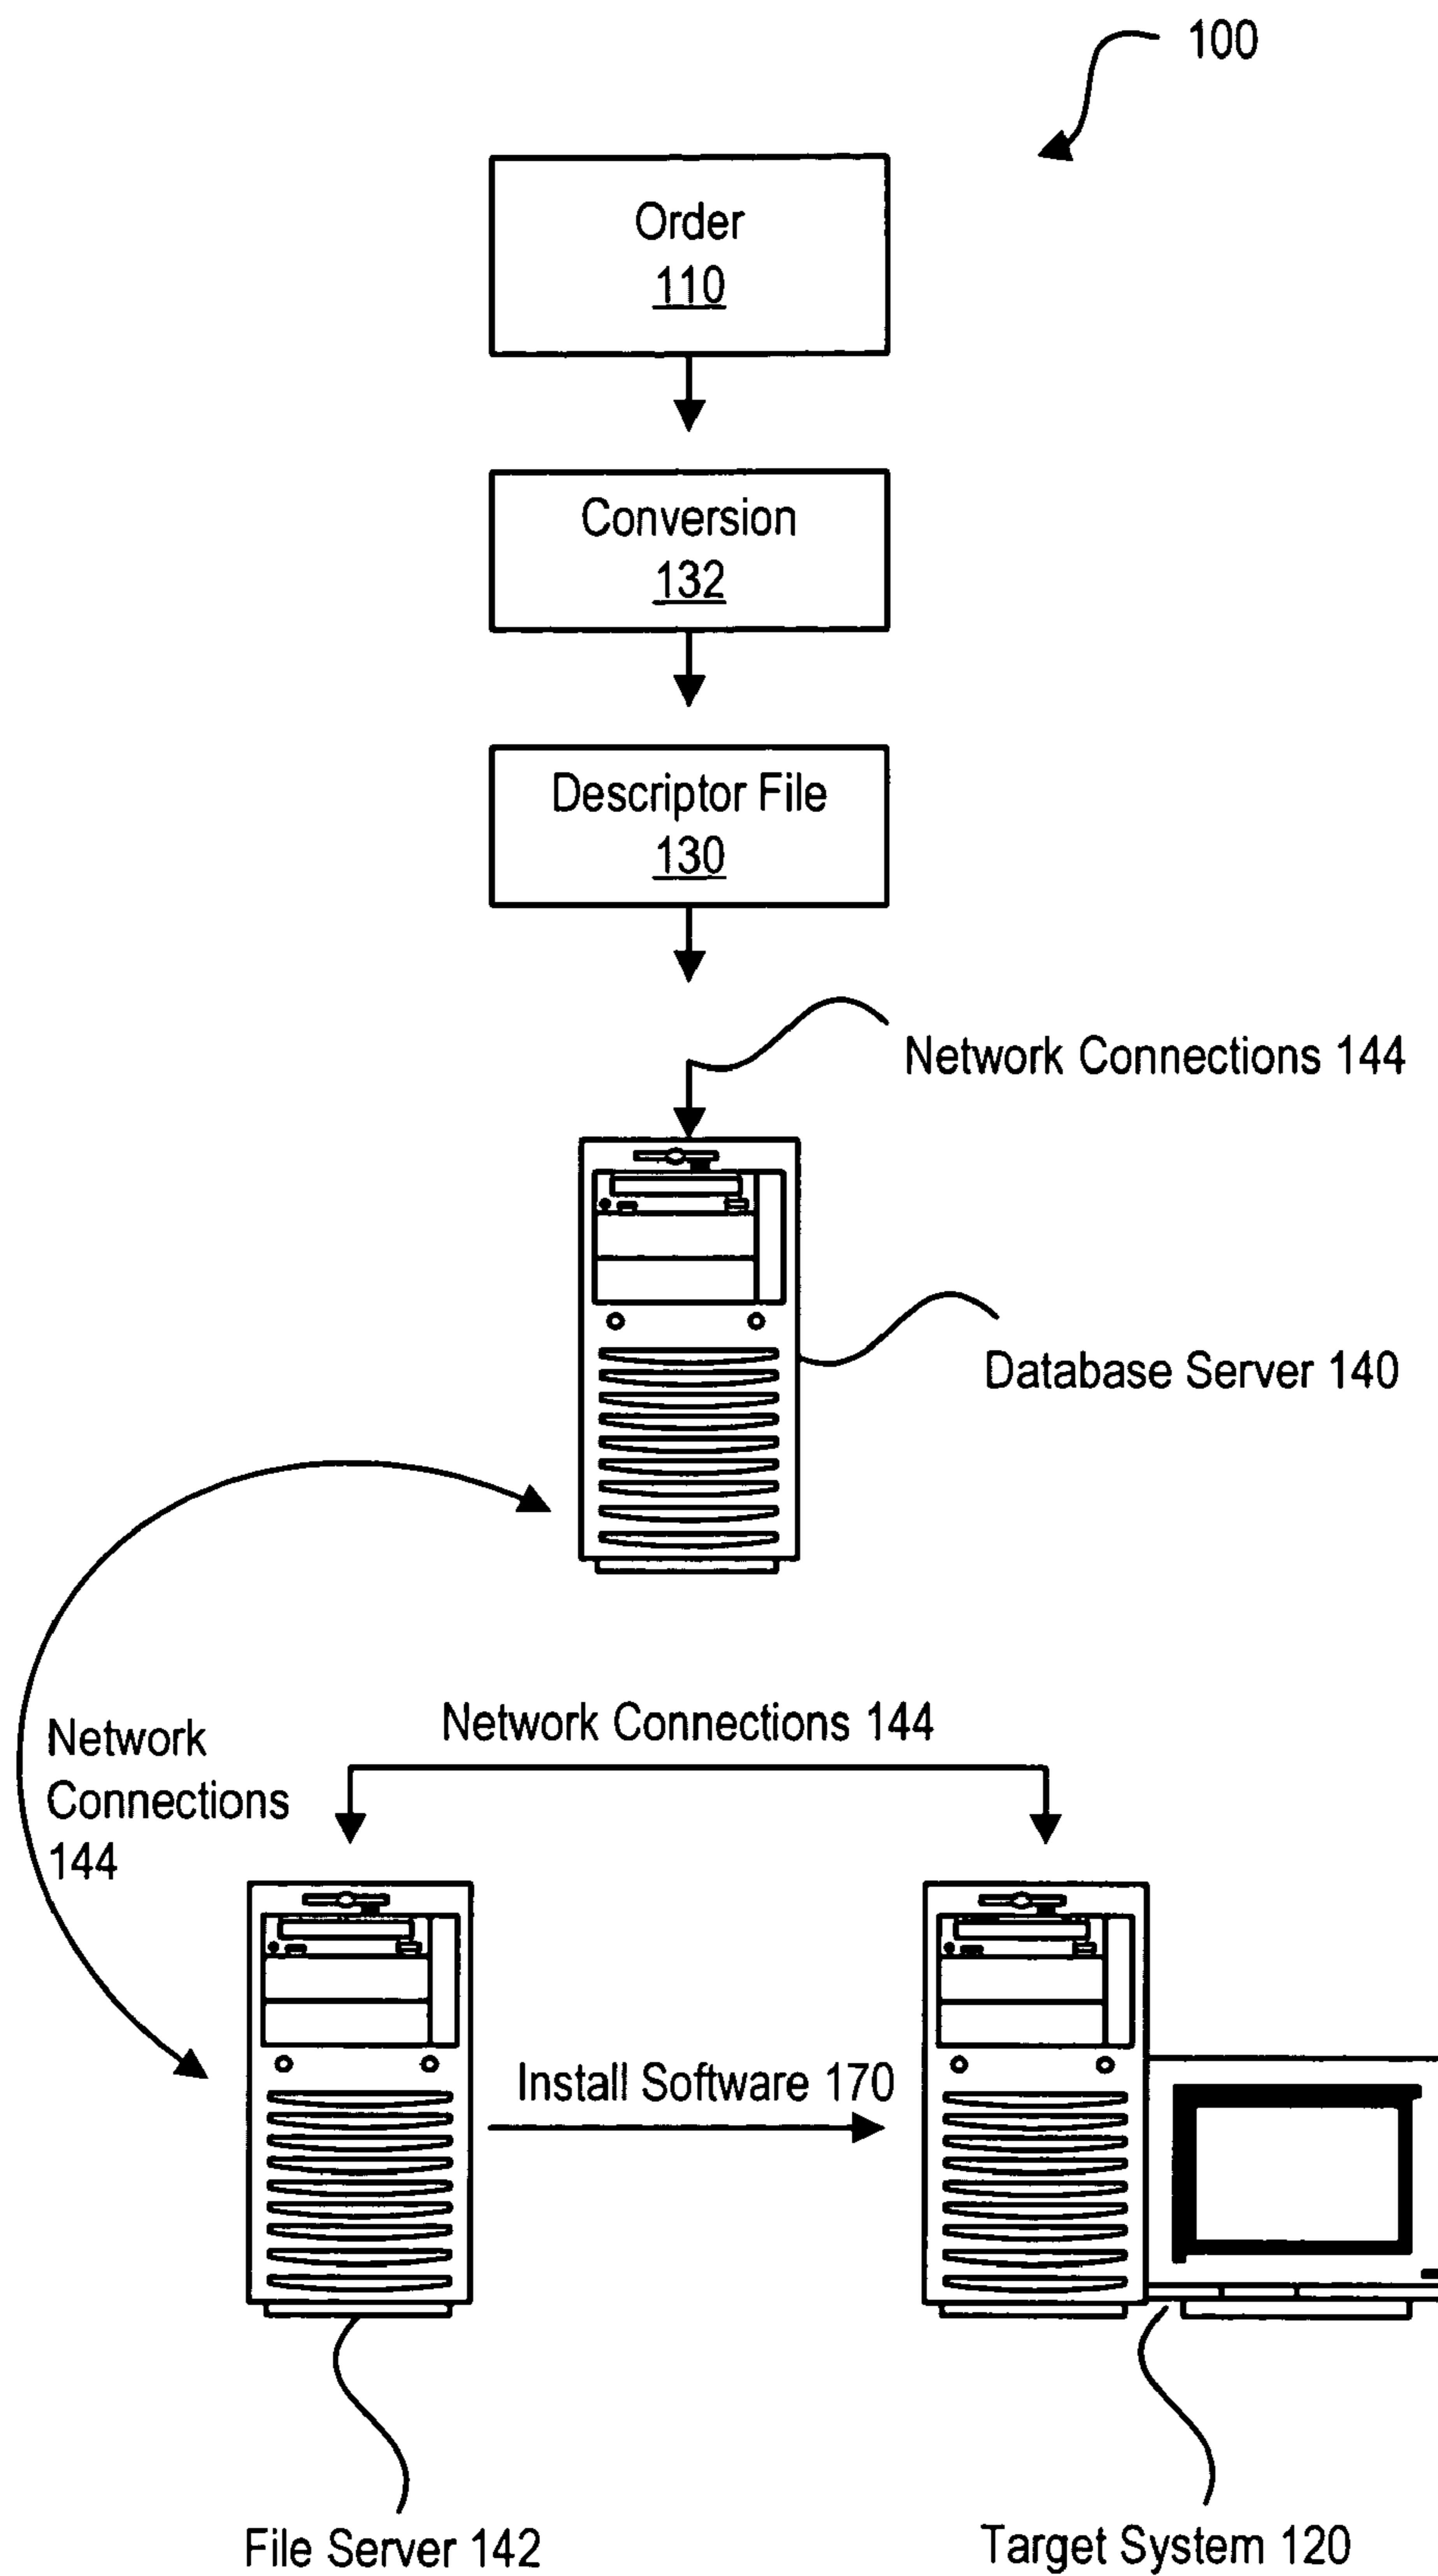 100
Order
110
Conversion
132
Descriptor File
130
Network Connections 144
Database Server 140
Network Connections 144
Network
Connections
144
Install Software 170
File Server 142
Target System 120